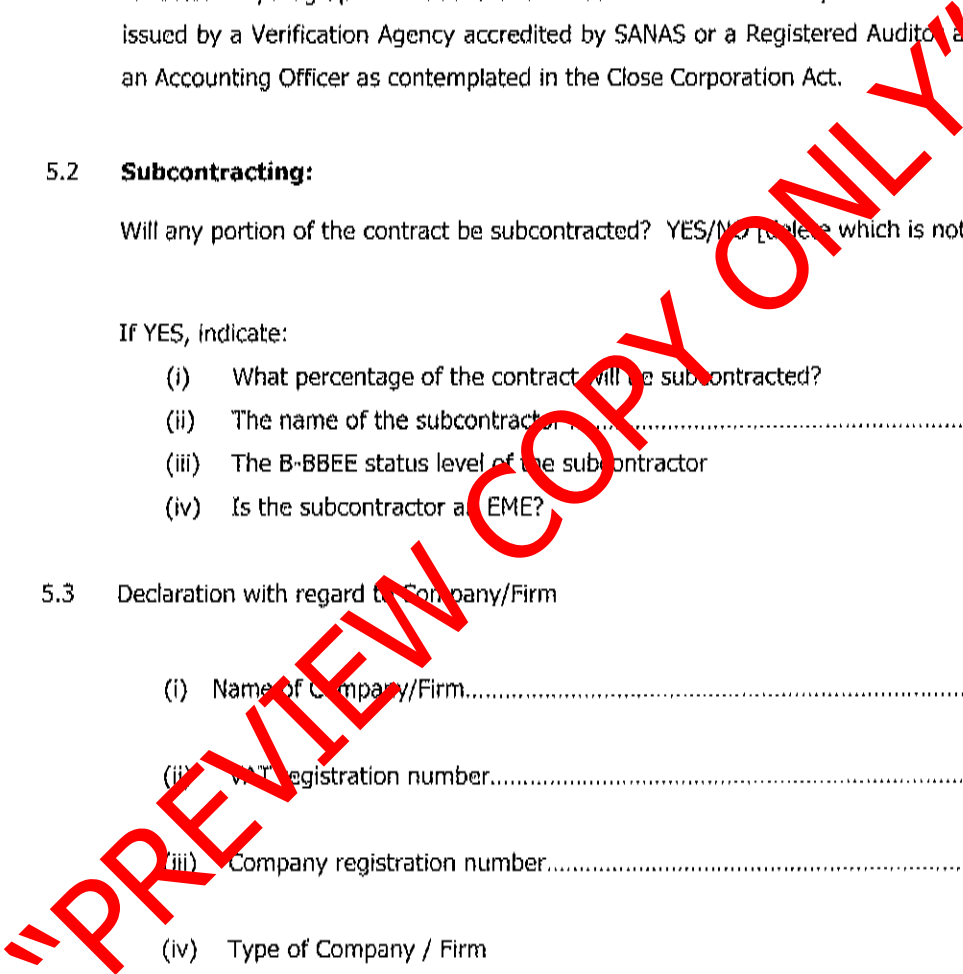 issued by a Verification Agency accredited by SANAS or a Registered Auditor
an Accounting Officer as contemplated in the Close Corporation Act.
5.2 Subcontracting:
Will any portion of the contract be subcontracted? YES/NO [delete which is not
If YES, indicate:
(i) What percentage of the contract will be subcontracted?
(ii) The name of the subcontractor ..............................................................
(iii) The B-BBEE status level of the subcontractor
(iv) Is the subcontractor an EME?
5.3 Declaration with regard to Company/Firm
(i) Name of Company/Firm..............................................................
(ii) VAT registration number..............................................................
(iii) Company registration number..............................................................
(iv) Type of Company / Firm
"PREVIEW COPY ONLY"